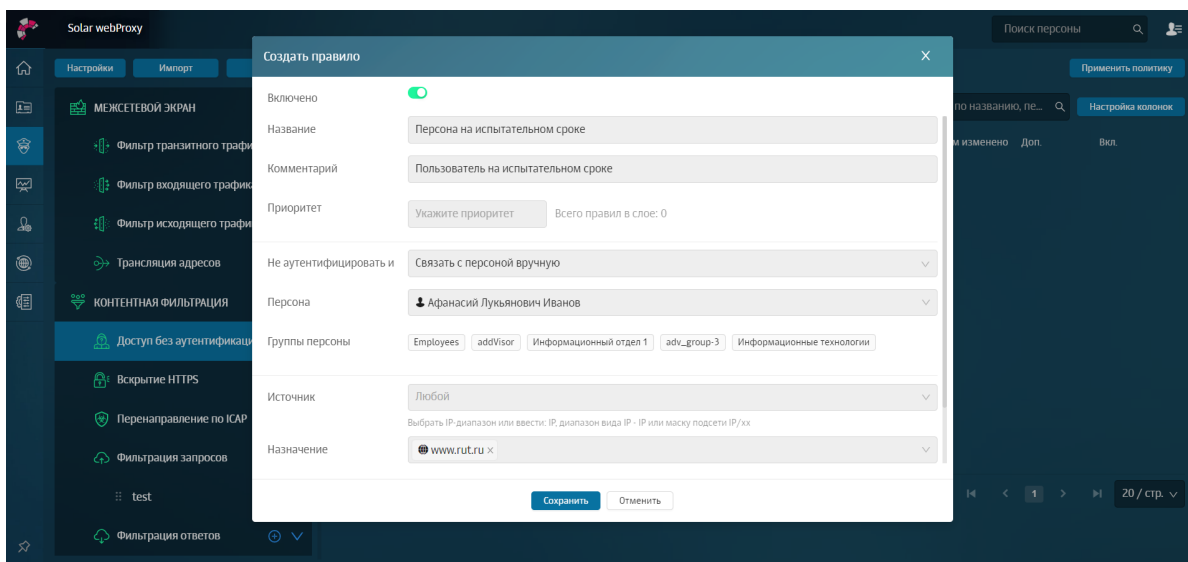 Solar webProxy
Поиск персоны
Настройки
Импорт
Применить политику
МЕЖСЕТЕВОЙ ЭКРАН
Фильтр транзитного трафи
Фильтр входящего трафик
Фильтр исходящего трафи
Трансляция адресов
КОНТЕНТНАЯ ФИЛЬТРАЦИЯ
Доступ без аутентификаци
Вскрытие HTTPS
Перенаправление по ICAP
Фильтрация запросов
test
Фильтрация ответов
Создать правило
X
Включено
Название
Персона на испытательном сроке
Комментарий
Пользователь на испытательном сроке
Приоритет
Укажите приоритет
Всего правил в слое: 0
Не аутентифицировать и
Связать с персоной вручную
Персона
Афанасий Лукьянович Иванов
Группы персоны
Employees addVisor Информационный отдел 1 adv_group-3 Информационные технологии
Источник
Любой
Выбрать IP-диапазон или ввести: IP, диапазон вида IP - IP или маску подсети IP/xx
Назначение
www.rut.ru ×
Сохранить
Отменить
по названию, пе...
Настройка колонок
м изменено
Доп.
Вкл.
1
20 / стр.